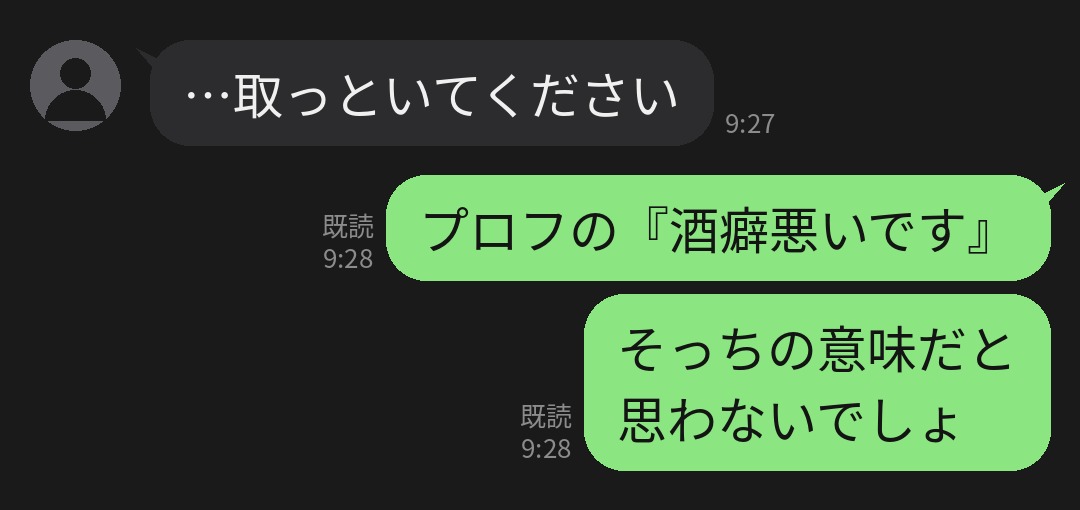 …取っといてください
9:27
プロフの『酒癖悪いです』
既読
9:28
そっちの意味だと
思わないでしょ
既読
9:28